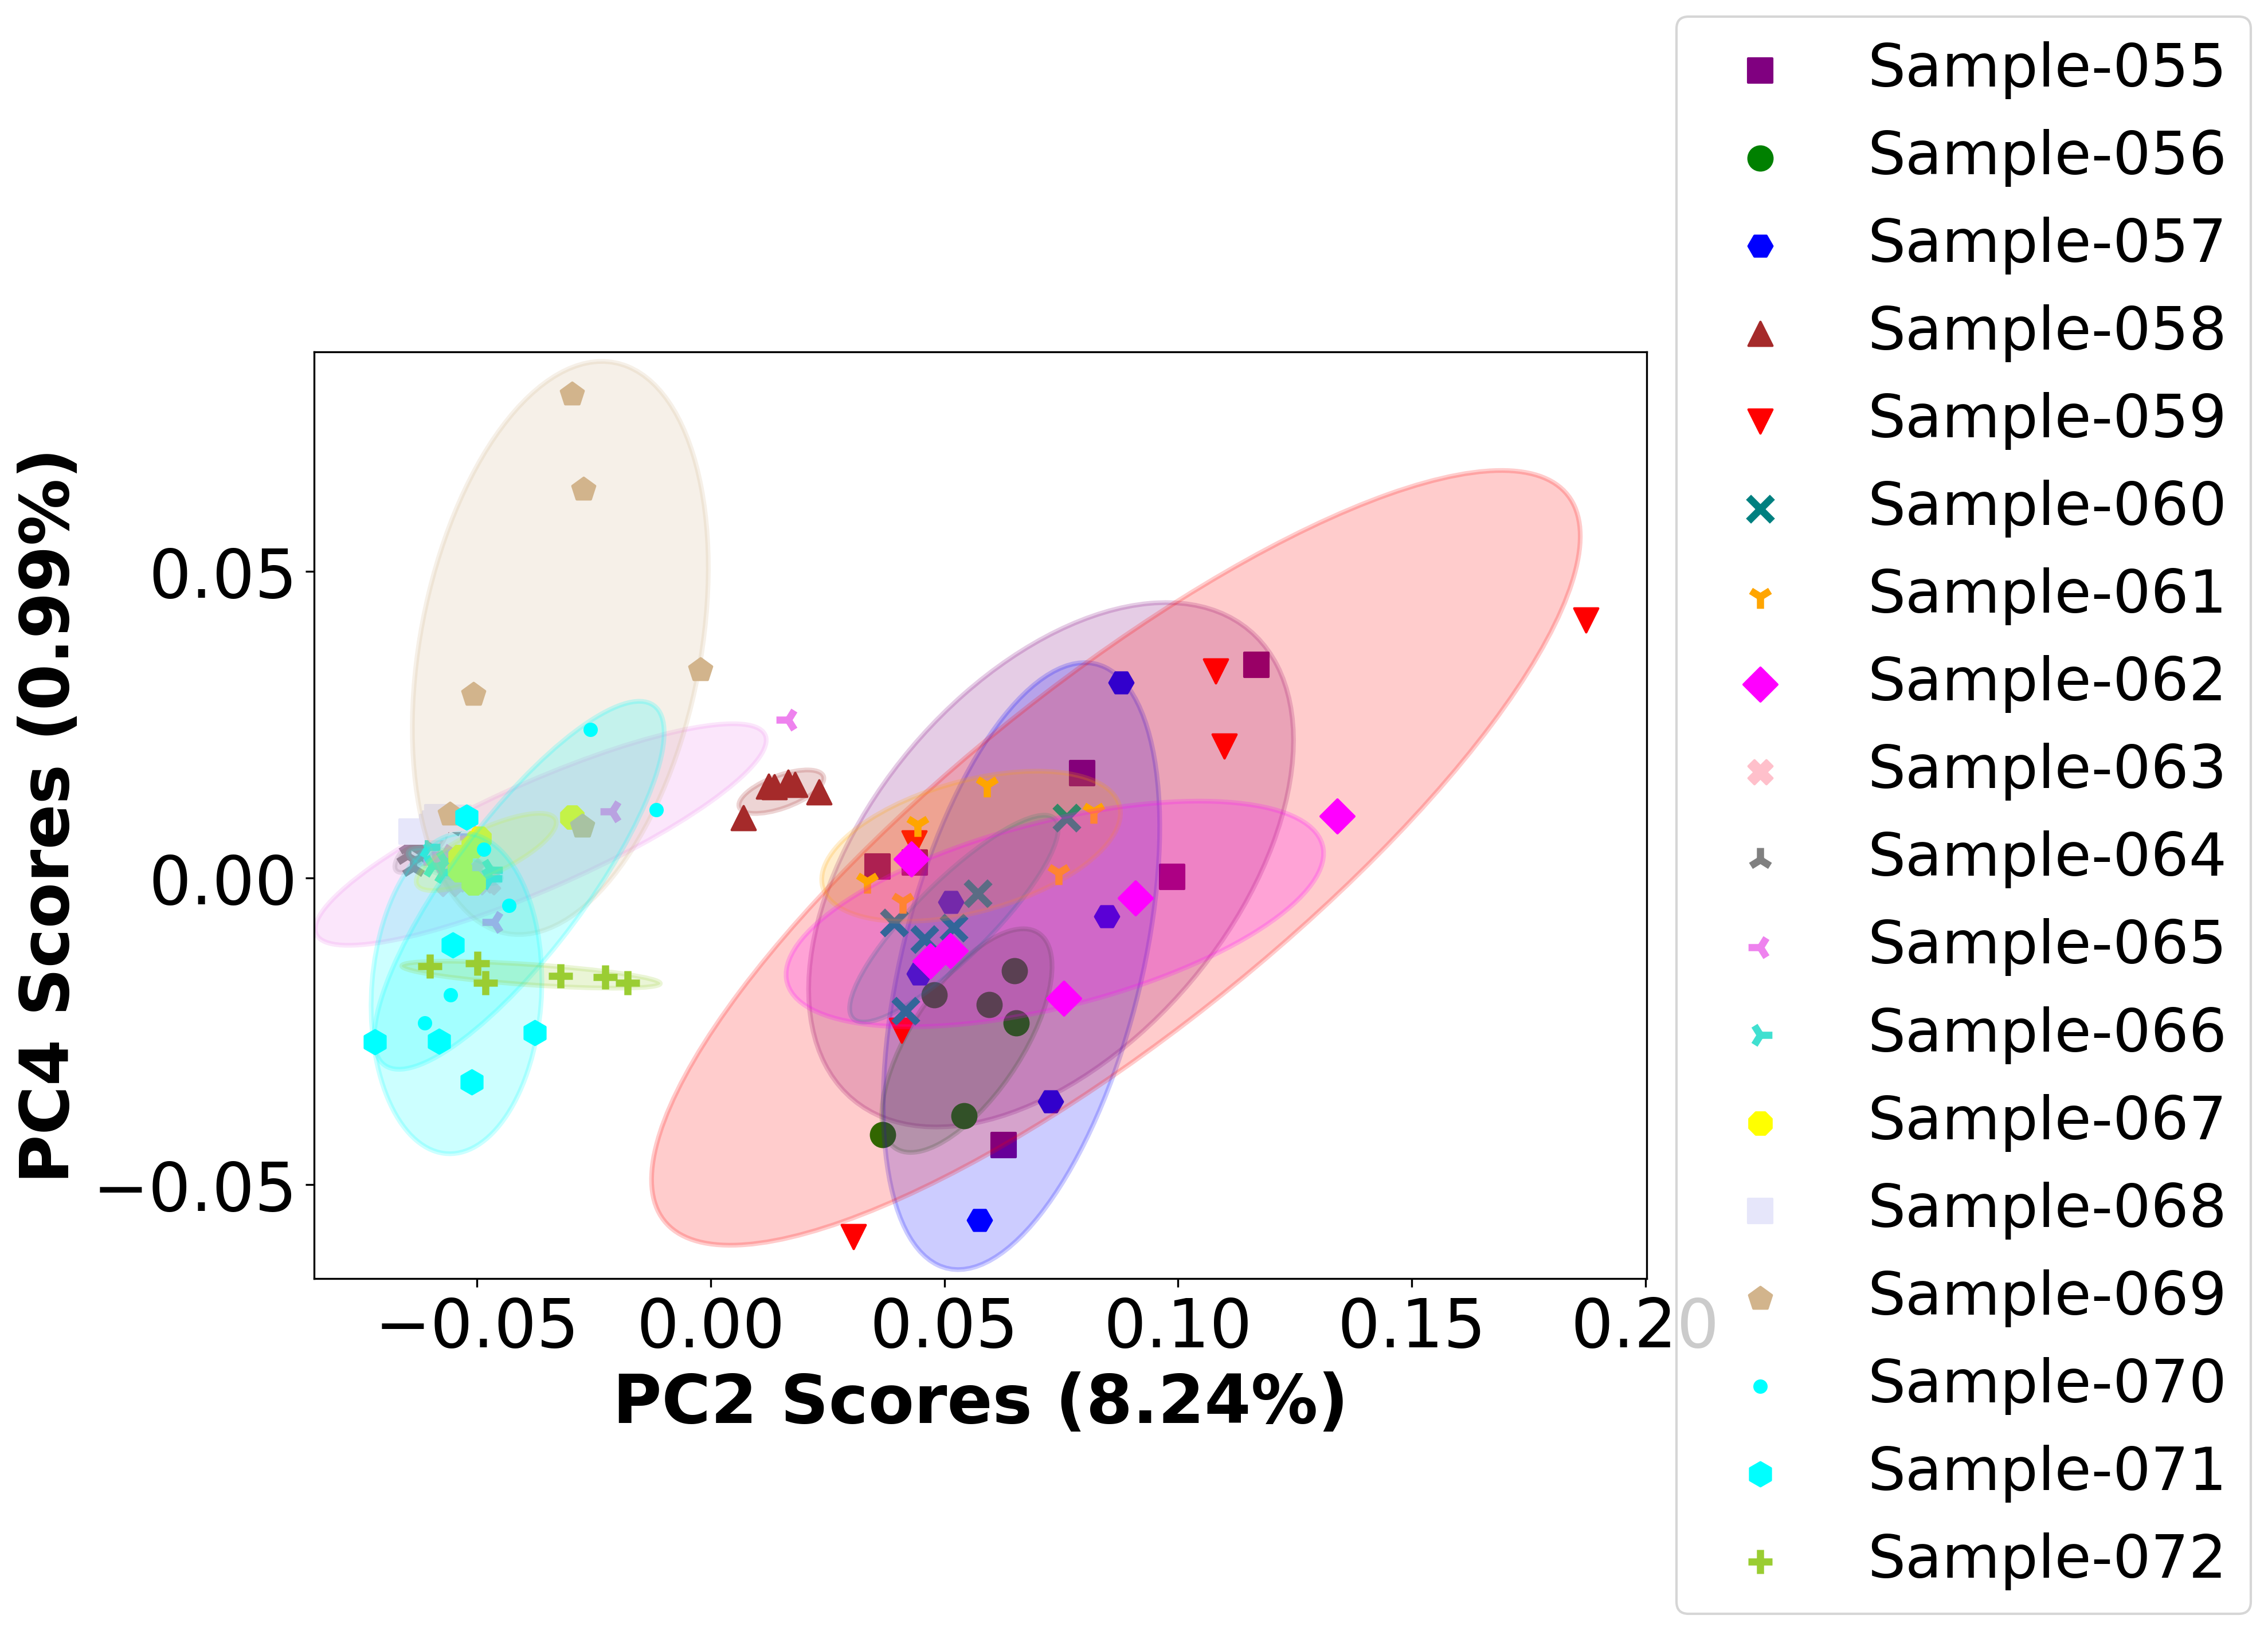 Sample-055
Sample-056
Sample-057
Sample-058
Sample-059
Sample-060
Sample-061
Sample-062
Sample-063
Sample-064
Sample-065
Sample-066
Sample-067
Sample-068
Sample-069
Sample-070
Sample-071
Sample-072
PC4 Scores (0.99%)
0.05
0.00
−0.05
−0.05 0.00 0.05 0.10 0.15 0.20
PC2 Scores (8.24%)